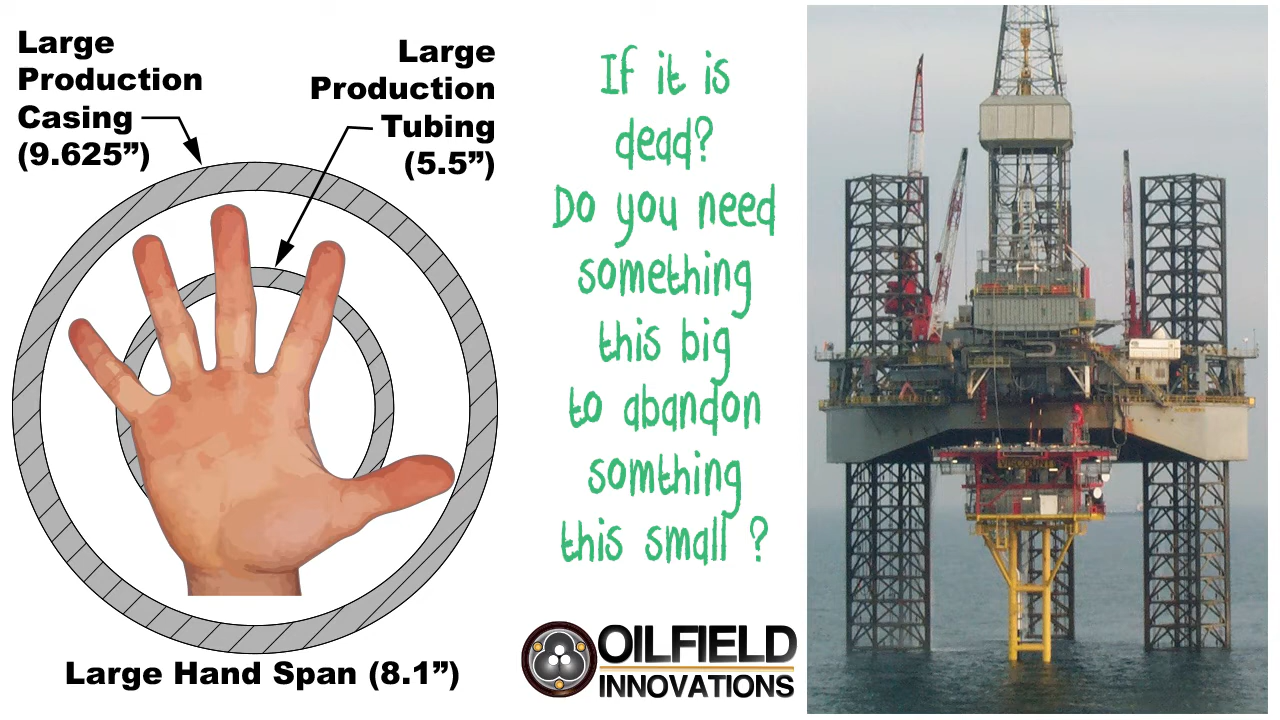 Large
Production
Casing
(9.625”)
Large
Production
Tubing
(5.5”)
Large Hand Span (8.1”)
If it is
dead?
Do you need
something
this big
to abandon
somthing
this small ?
OILFIELD
INNOVATIONS